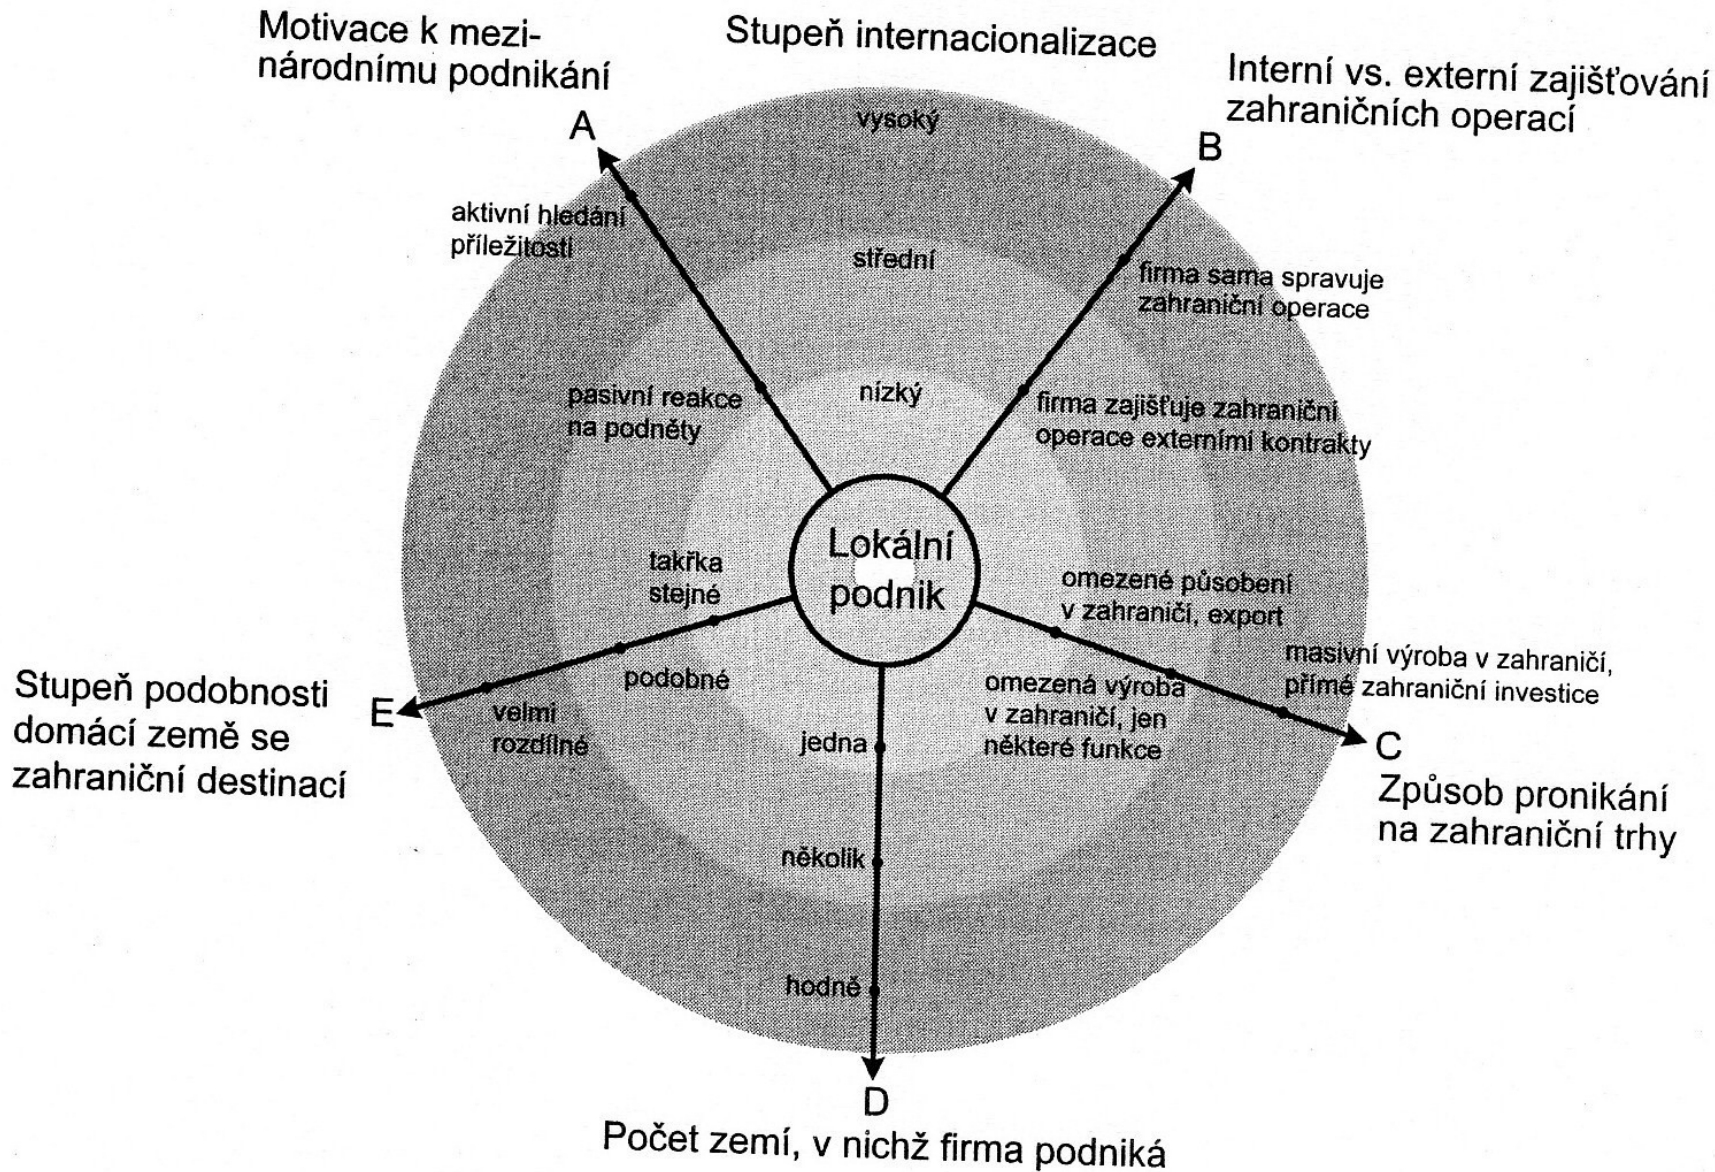 Motivace k mezi-
národnímu podnikání
Stupeň internacionalizace
Interní vs. externí zajišťování
zahraničních operací
A
B
vysoký
aktivní hledání
příležitostí
střední
firma sama spravuje
zahraniční operace
nízký
pasivní reakce
na podněty
firma zajišťuje zahraniční
operace externími kontrakty
Lokální
podnik
takřka
stejné
omezené působení
v zahraničí, export
masivní výroba v zahraničí,
přímé zahraniční investice
podobné
omezená výroba
v zahraničí, jen
některé funkce
Stupeň podobnosti
domácí země se
zahraniční destinací
E
velmi
rozdílné
jedna
C
Způsob pronikání
na zahraniční trhy
několik
hodně
D
Počet zemí, v nichž firma podniká